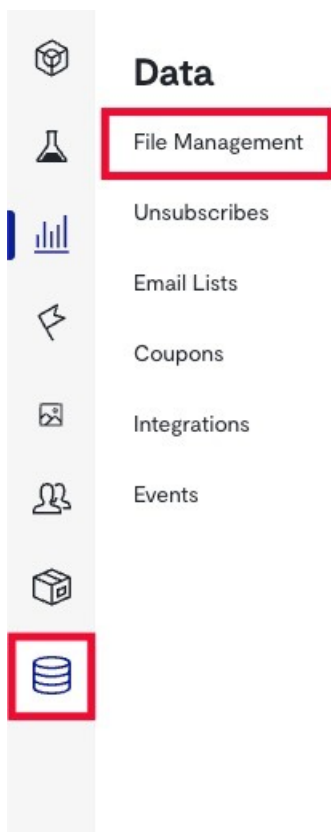 Data
File Management
Unsubscribes
Email Lists
Coupons
Integrations
Events